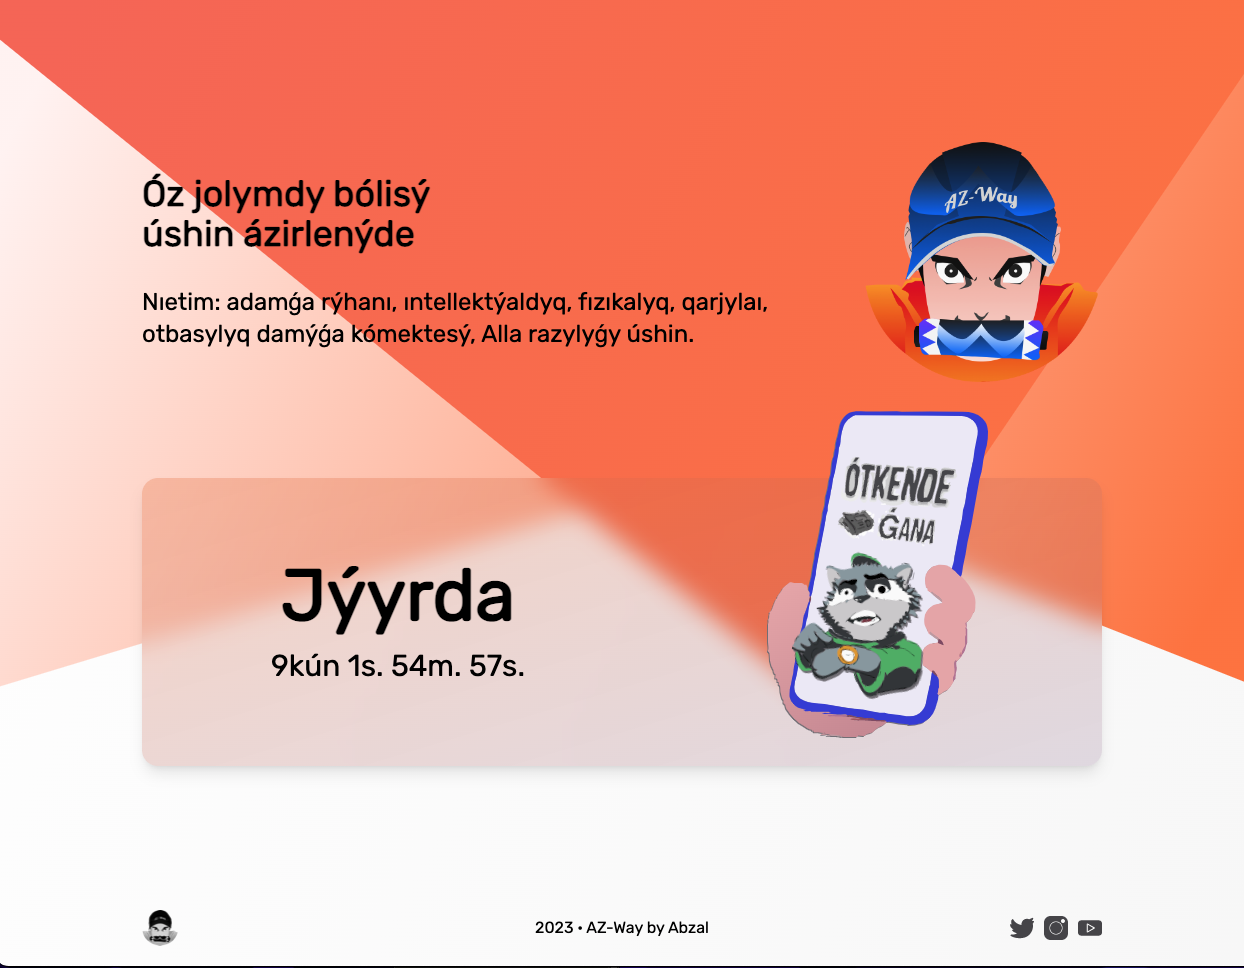 Óz jolymdy bólisý
úshin ázirlenýde
AZ-Way
Nıetim: adamǵa rýhanı, ıntellektýaldyq, fızıkalyq, qarjylaı,
otbasylyq damýǵa kómektesý, Alla razylyǵy úshin.
ÓTKENDE
ǴANA
Jýyrda
9kún 1s. 54m. 57s.
2023 • AZ-Way by Abzal